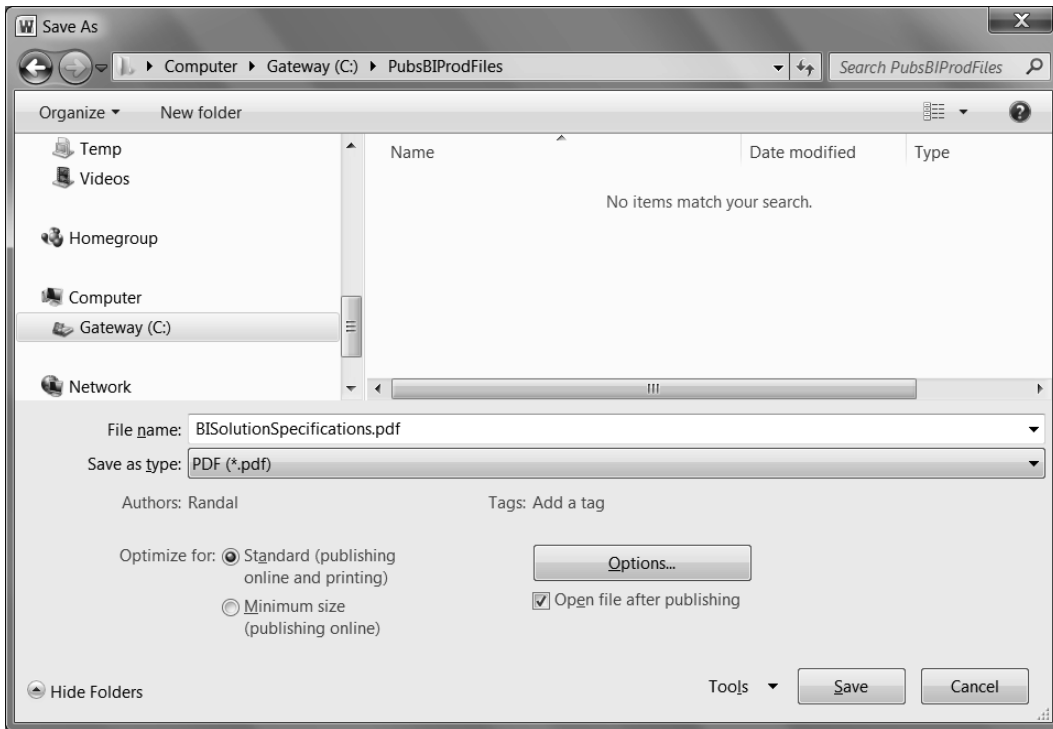 W Save As
X
Computer Gateway (C:) PubsBIProdFiles
Search PubsBIProdFiles
Organize New folder
?
Temp
Videos
Homegroup
Computer
Gateway (C:)
Network
Name Date modified Type
No items match your search.
File name: BISolutionSpecifications.pdf
Save as type: PDF (*.pdf)
Authors: Randal Tags: Add a tag
Optimize for: Standard (publishing
online and printing)
Minimum size
(publishing online)
Options...
Open file after publishing
Hide Folders
Tools Save Cancel